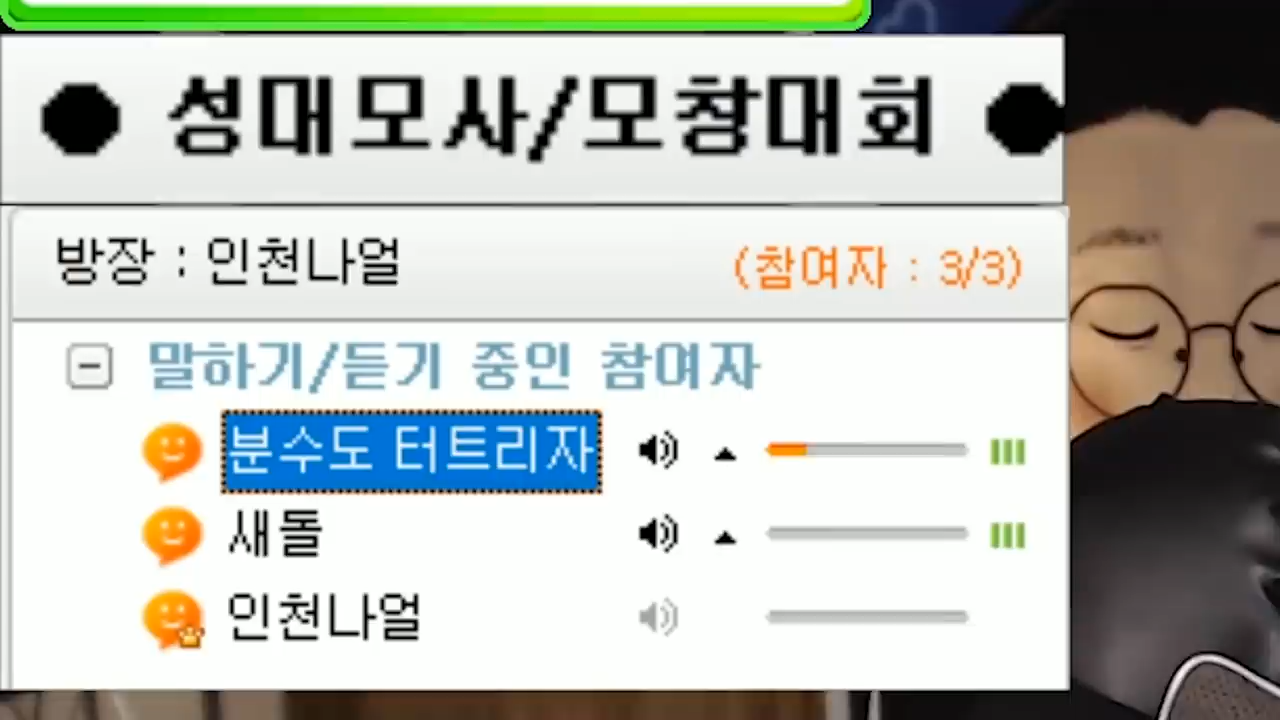 ● 성대모사/모창대회 ●
방장 : 인천나얼 (참여자 : 3/3)
말하기/듣기 중인 참여자
분수도 터트리자
새돌
인천나얼